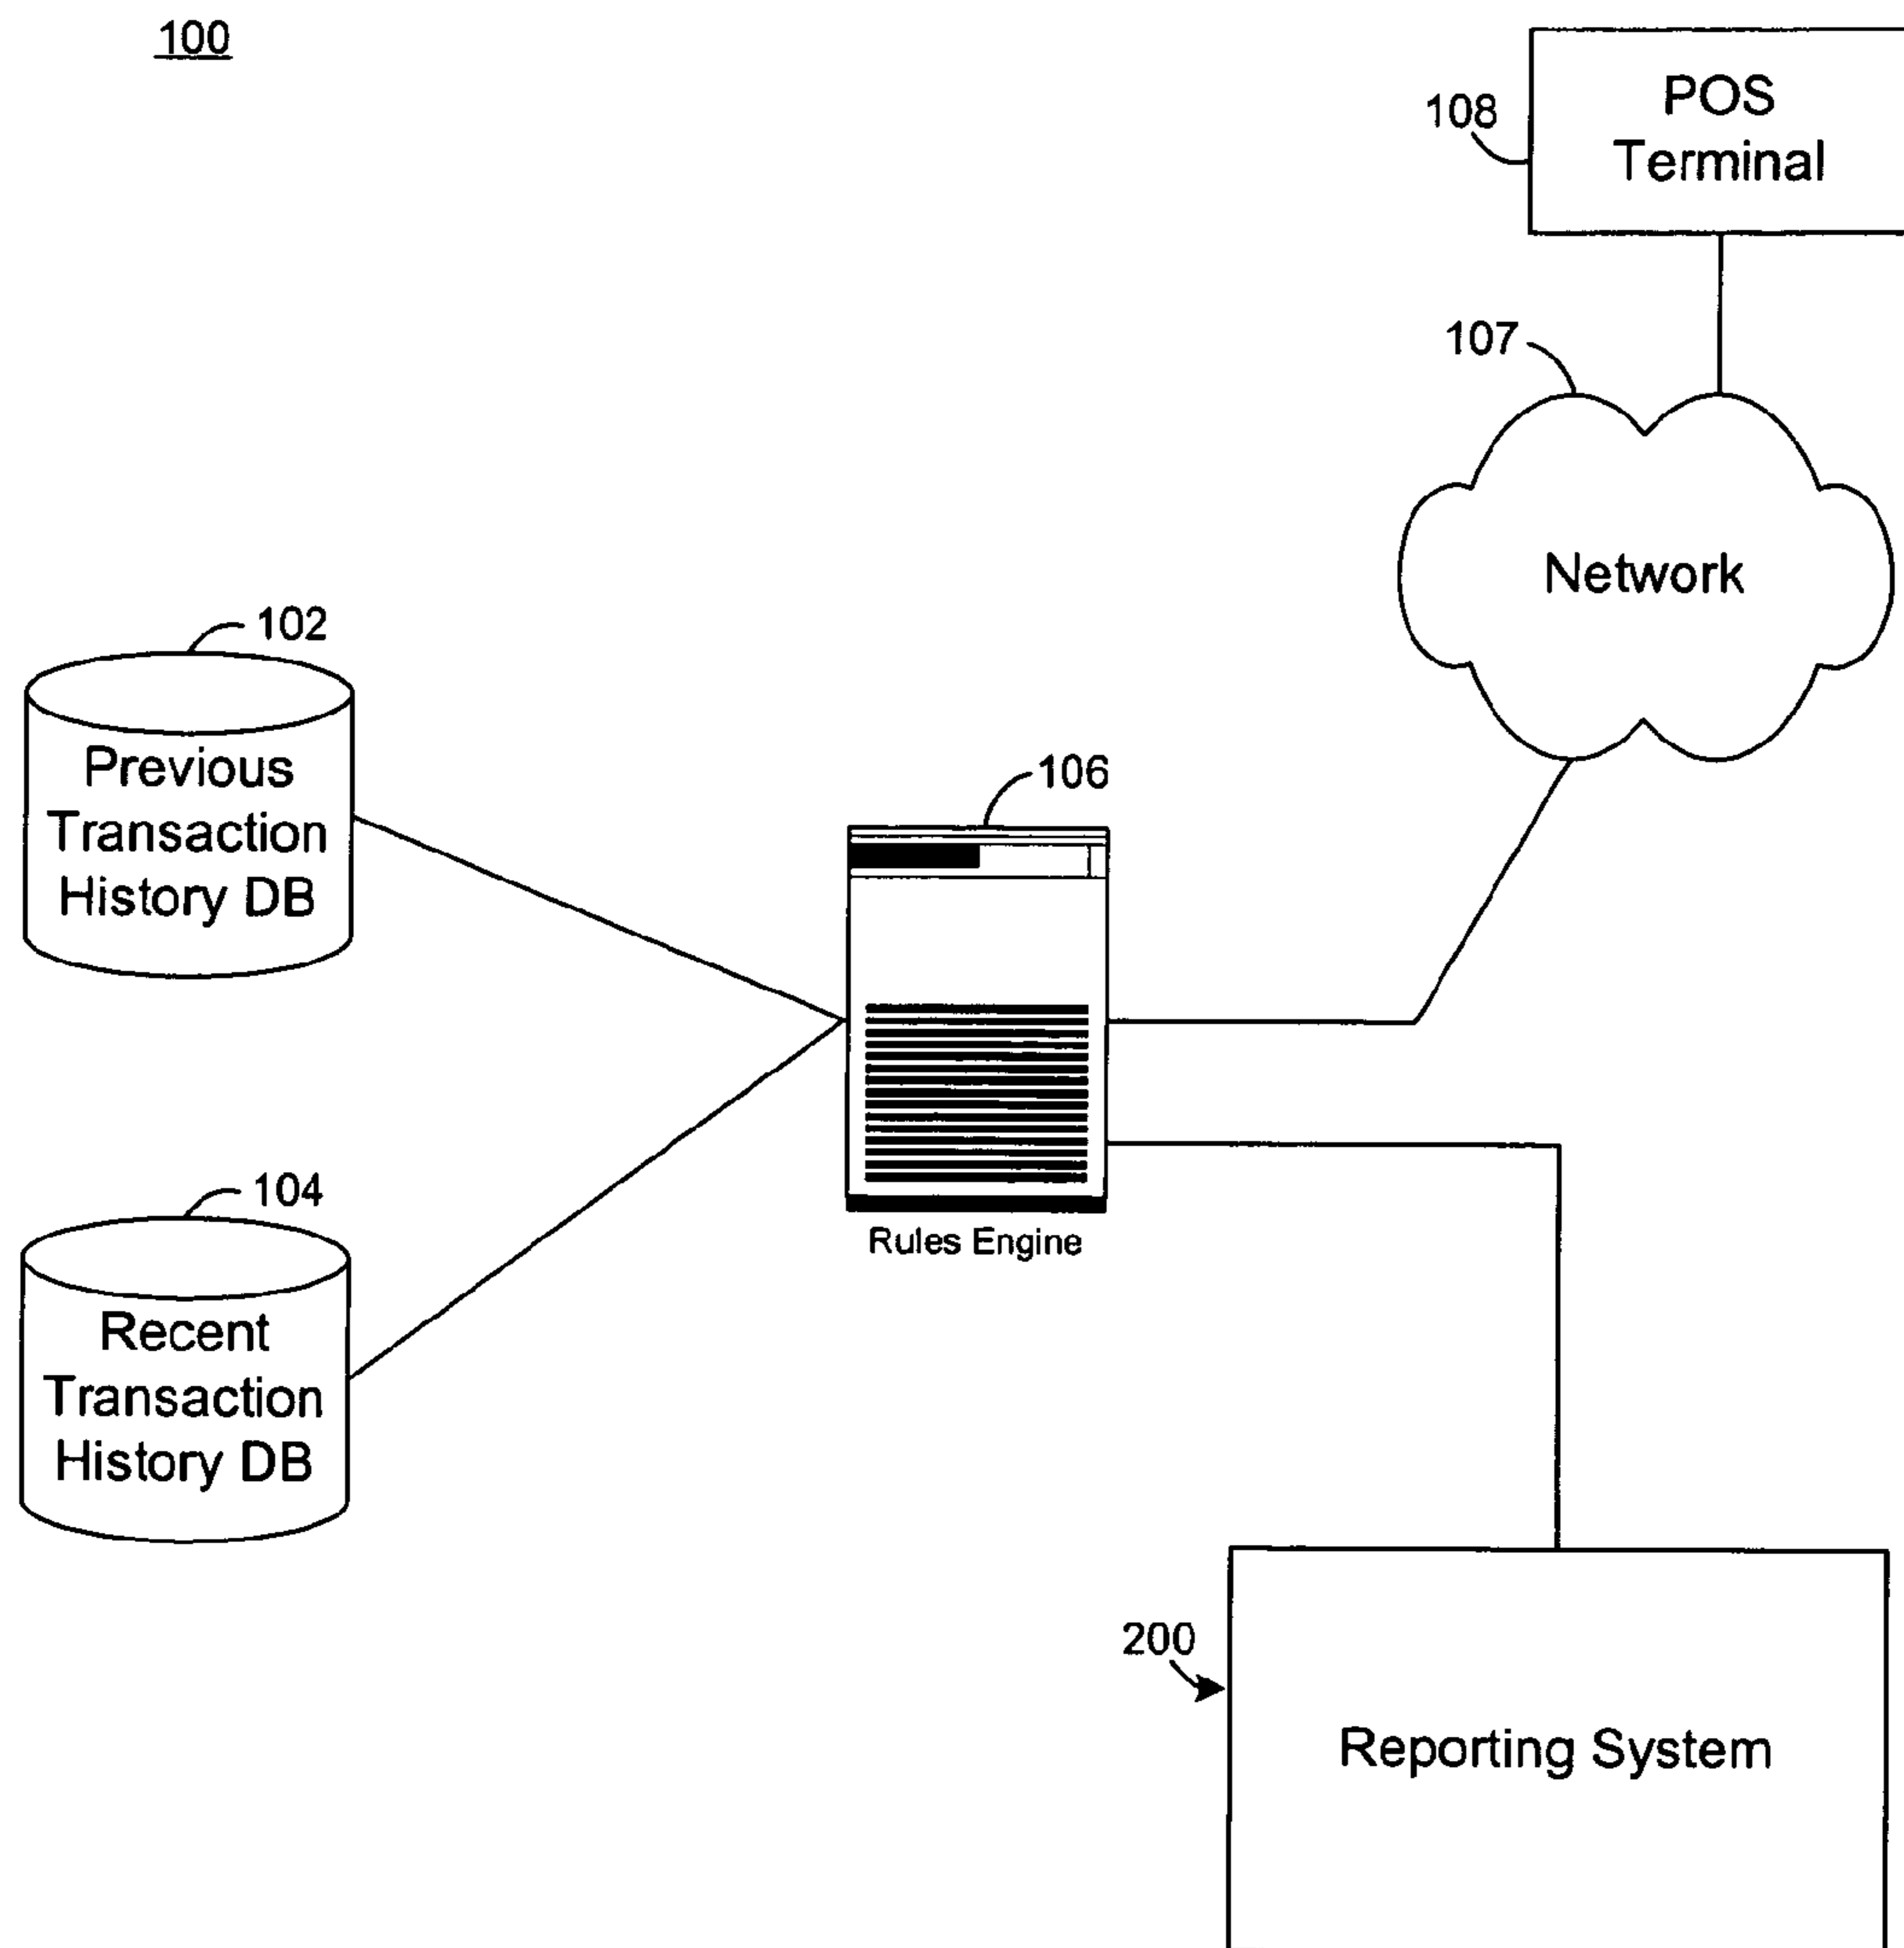 100
POS
Terminal
108
107
Network
102
Previous
Transaction
History DB
106
Rules Engine
104
Recent
Transaction
History DB
200
Reporting System